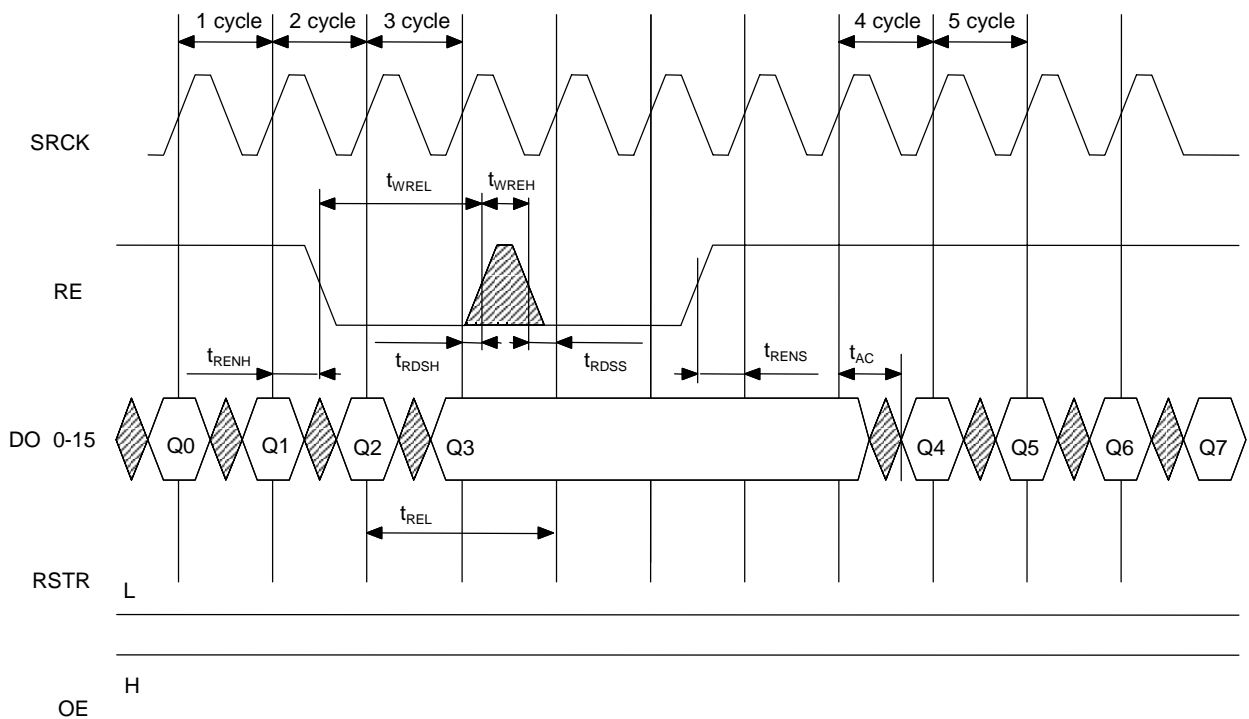 1 cycle 2 cycle 3 cycle 4 cycle 5 cycle
SRCK
tWREL tWREH
RE
tRENH tRDSH tRDSS tRENS tAC
DO 0-15 Q0 Q1 Q2 Q3 Q4 Q5 Q6 Q7
tREL
RSTR L
H
OE